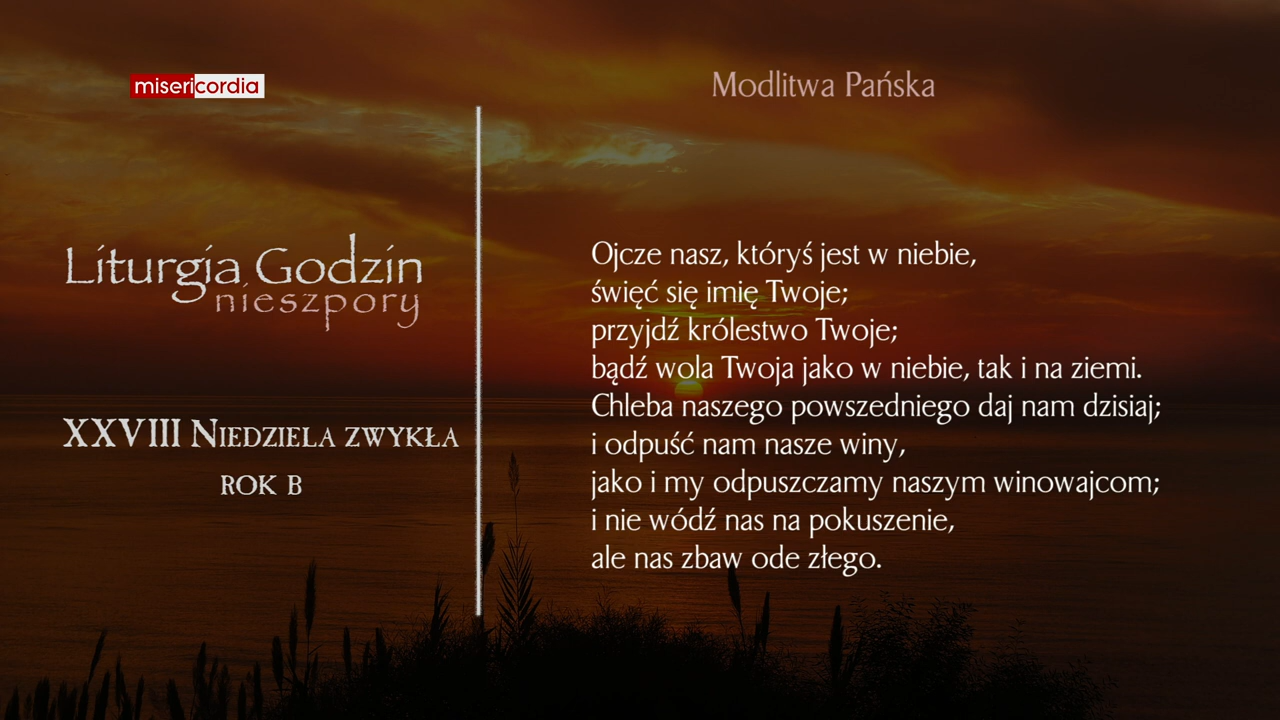 misericordia
Liturgia Godzin
nieszpory
XXVIII Niedziela zwykła
rok B
Modlitwa Pańska
Ojcze nasz, któryś jest w niebie,
święć się imię Twoje;
przyjdź królestwo Twoje;
bądź wola Twoja jako w niebie, tak i na ziemi.
Chleba naszego powszedniego daj nam dzisiaj;
i odpuść nam nasze winy,
jako i my odpuszczamy naszym winowajcom;
i nie wódź nas na pokuszenie,
ale nas zbaw ode złego.